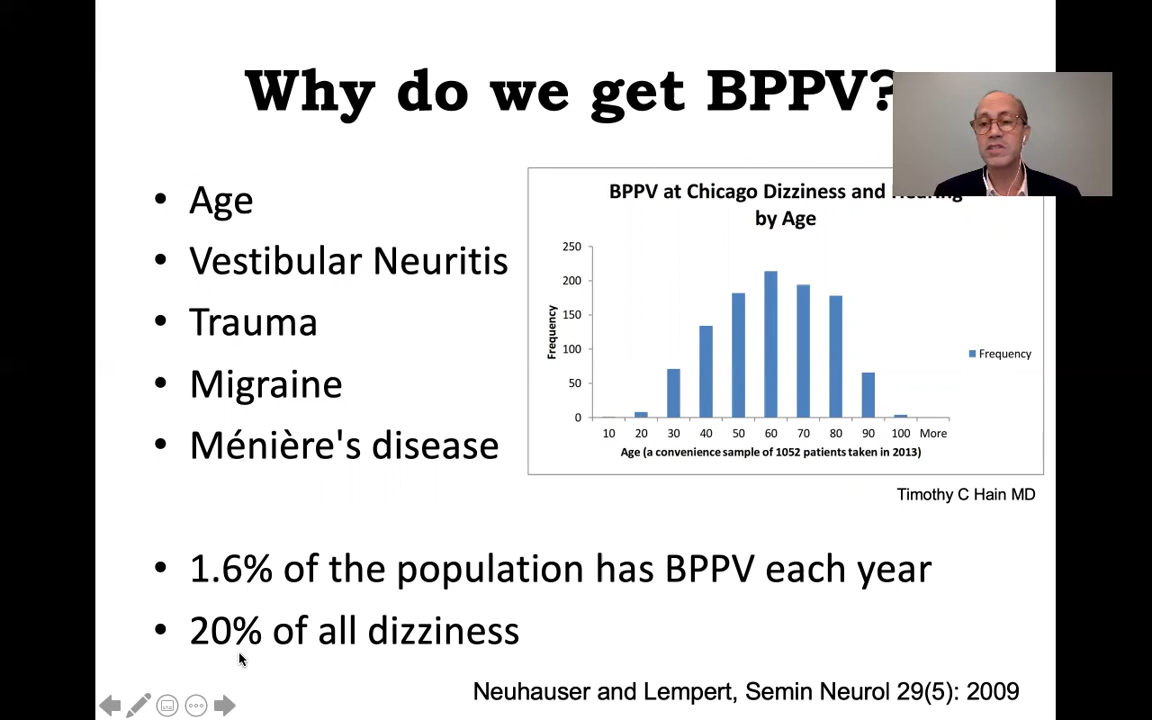 Why do we get BPPV?
• Age
• Vestibular Neuritis
• Trauma
• Migraine
• Ménière's disease
BPPV at Chicago Dizziness and
by Age
250
200
150
100
50
0
Frequency
10 20 30 40 50 60 70 80 90 100 More
Age (a convenience sample of 1052 patients taken in 2013)
Frequency
Timothy C Hain MD
• 1.6% of the population has BPPV each year
• 20% of all dizziness
Neuhauser and Lempert, Semin Neurol 29(5): 2009